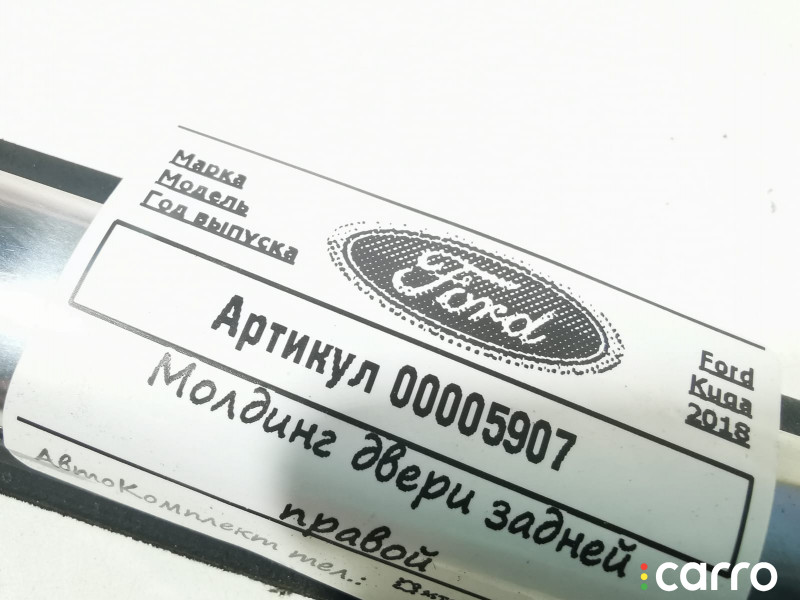 Марка
Модель
Год выпуска
Ford
Ford
Kuga
2018
Артикул 00005907
Молдинг двери задней
правой
АвтоКомплект тел.:
carro